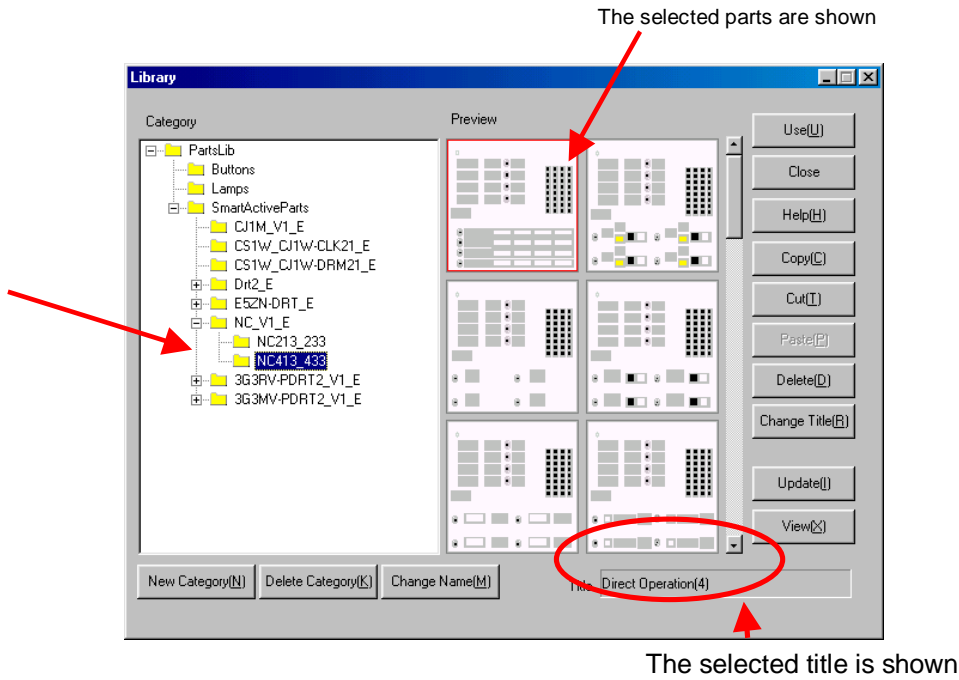 The selected parts are shown
Library
Category
Preview
PartsLib
Buttons
Lamps
SmartActiveParts
CJ1M_V1_E
CS1W_CJ1W-CLK21_E
CS1W_CJ1W-DRM21_E
Drt2_E
E5ZN-DRT_E
NC_V1_E
NC213_233
NC413_433
3G3RV-PDRT2_V1_E
3G3MV-PDRT2_V1_E
Use(U)
Close
Help(H)
Copy(C)
Cut(T)
Paste(P)
Delete(D)
Change Title(R)
Update(I)
View(X)
New Category(N)
Delete Category(K)
Change Name(M)
Title
Direct Operation(4)
The selected title is shown